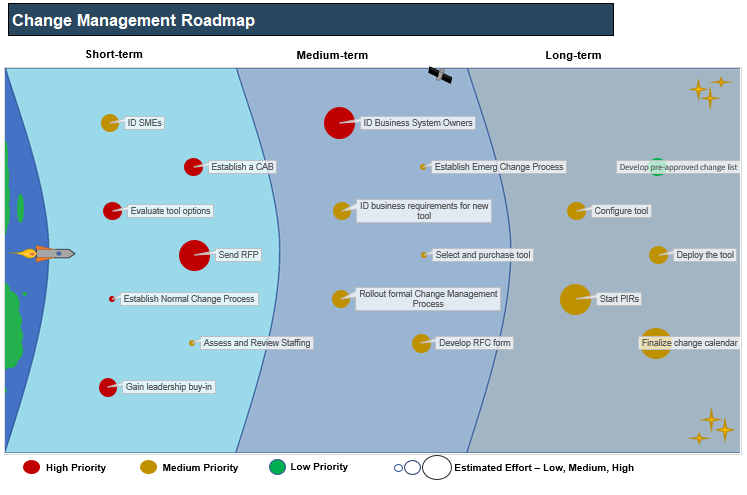 Change Management Roadmap
Short-term
Medium-term
Long-term
ID SMEs
Establish a CAB
Evaluate tool options
Send RFP
Establish Normal Change Process
Assess and Review Staffing
Gain leadership buy-in
ID Business System Owners
Establish Emerg Change Process
ID business requirements for new
tool
Select and purchase tool
Rollout formal Change Management
Process
Develop RFC form
Develop pre-approved change list
Configure tool
Deploy the tool
Start PIRs
Finalize change calendar
High Priority
Medium Priority
Low Priority
Estimated Effort – Low, Medium, High